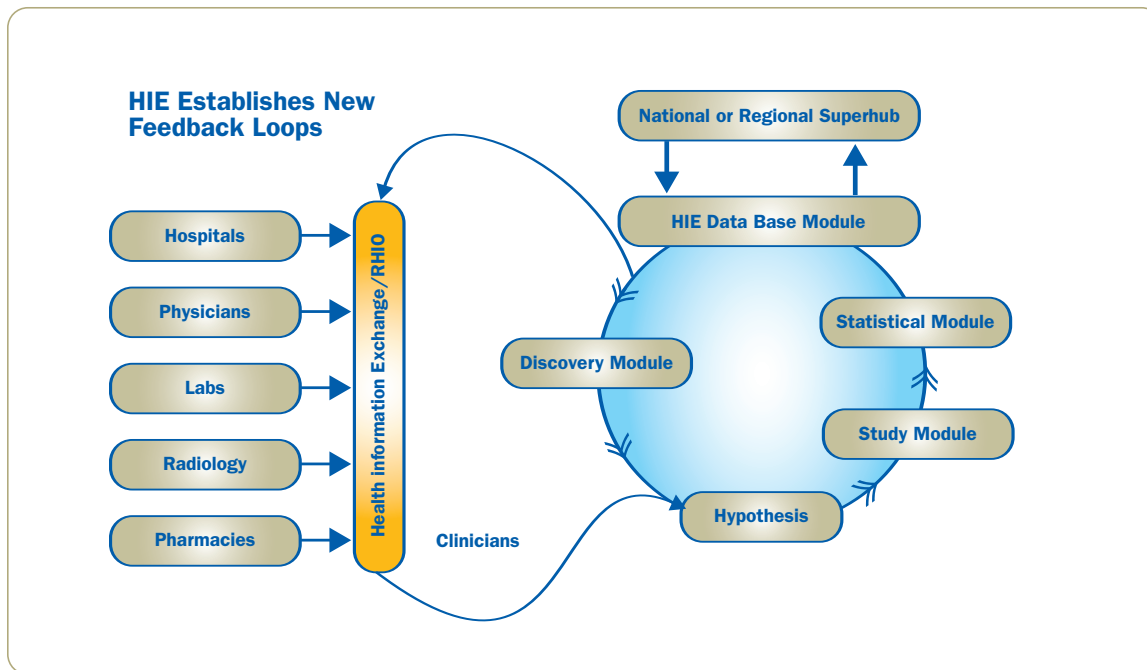 HIE Establishes New
Feedback Loops
Hospitals
Physicians
Labs
Radiology
Pharmacies
Health information Exchange/RHIO
Clinicians
National or Regional Superhub
HIE Data Base Module
Statistical Module
Discovery Module
Study Module
Hypothesis